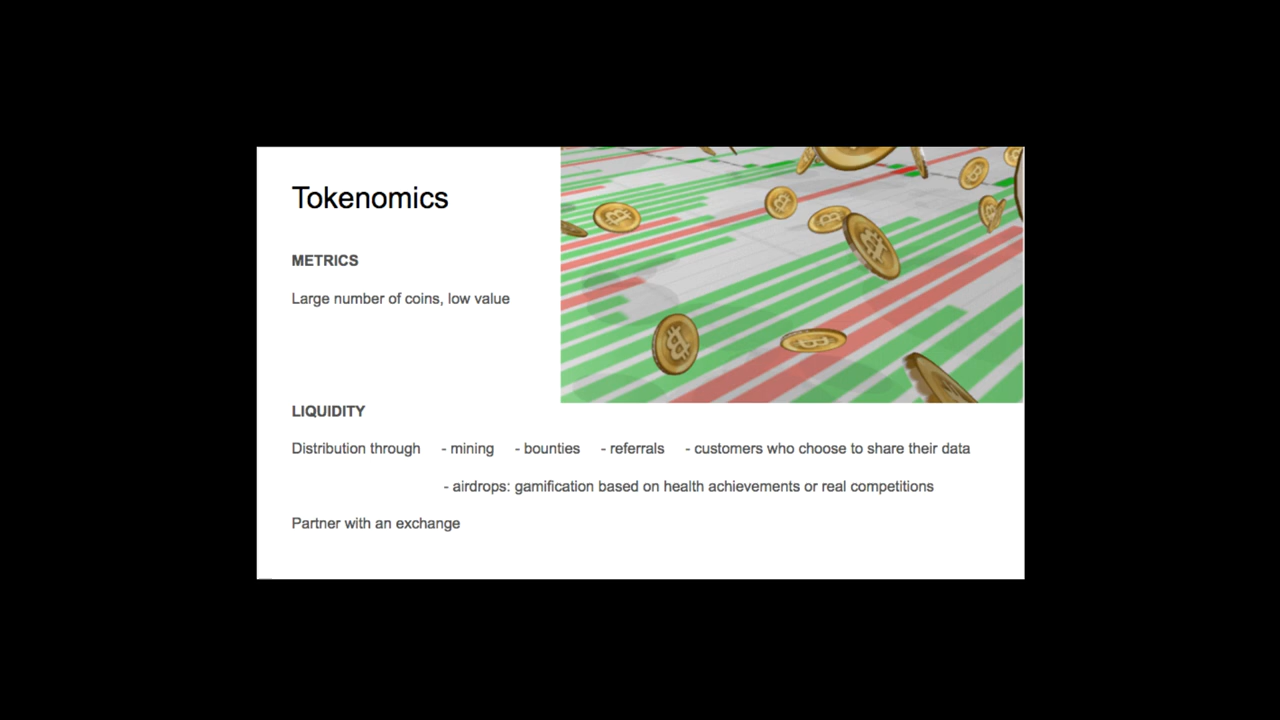 Tokenomics
METRICS
Large number of coins, low value
LIQUIDITY
Distribution through - mining - bounties - referrals - customers who choose to share their data
- airdrops: gamification based on health achievements or real competitions
Partner with an exchange